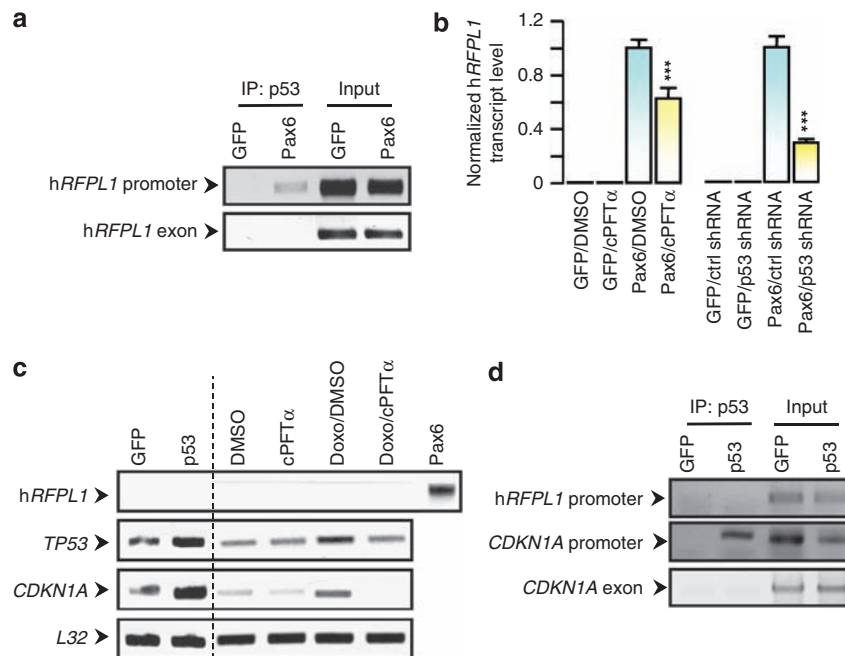 a
IP: p53 Input
GFP Pax6 GFP Pax6
hRFPL1 promoter
hRFPL1 exon
b
Normalized hRFPL1
transcript level
1.2
0.8
0.4
0
***
***
GFP/DMSO
GFP/cPFTα
Pax6/DMSO
Pax6/cPFTα
GFP/ctrl shRNA
GFP/p53 shRNA
Pax6/ctrl shRNA
Pax6/p53 shRNA
c
GFP p53 DMSO cPFTα Doxo/DMSO Doxo/cPFTα Pax6
hRFPL1
TP53
CDKN1A
L32
d
IP: p53 Input
GFP p53 GFP p53
hRFPL1 promoter
CDKN1A promoter
CDKN1A exon